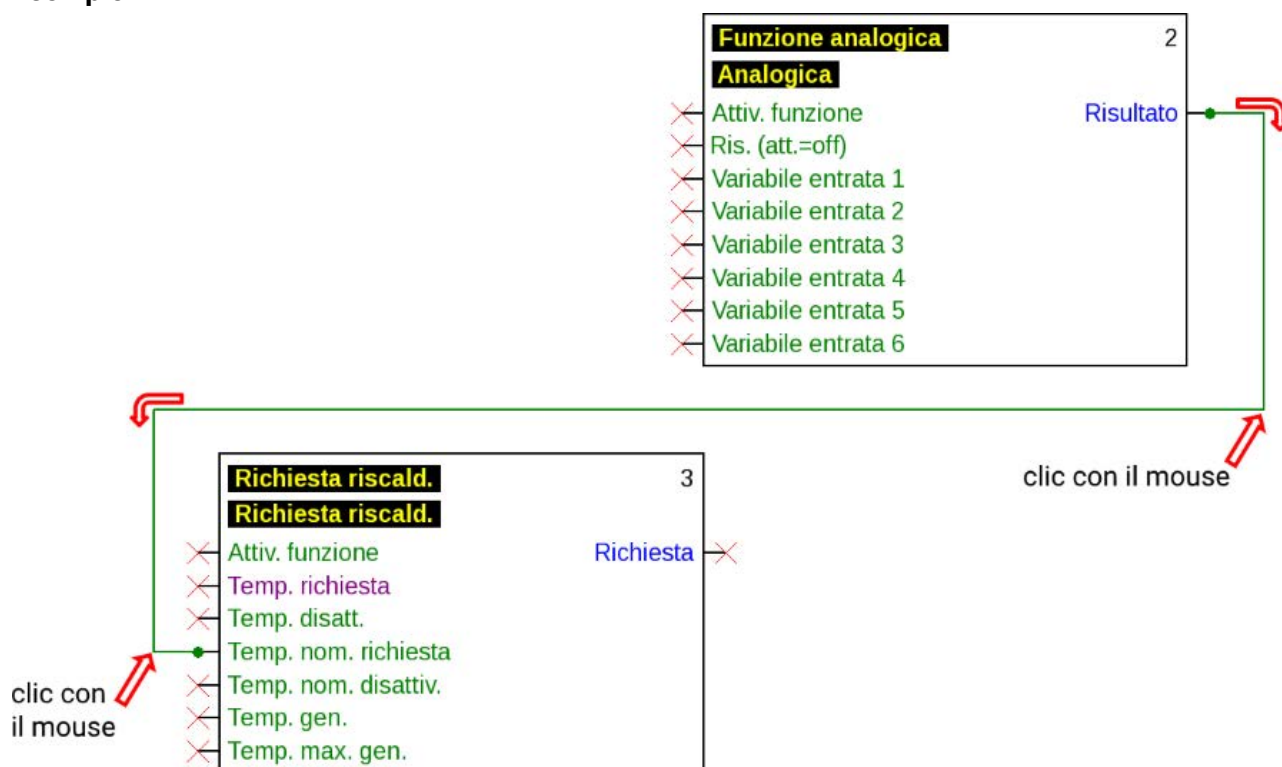 Funzione analogica 2
Analogica
Attiv. funzione Risultato
Ris. (att.=off)
Variabile entrata 1
Variabile entrata 2
Variabile entrata 3
Variabile entrata 4
Variabile entrata 5
Variabile entrata 6
clic con il mouse
Richiesta riscald. 3
Richiesta riscald.
Attiv. funzione Richiesta
Temp. richiesta
Temp. disatt.
Temp. nom. richiesta
Temp. nom. disattiv.
Temp. gen.
Temp. max. gen.
clic con
il mouse